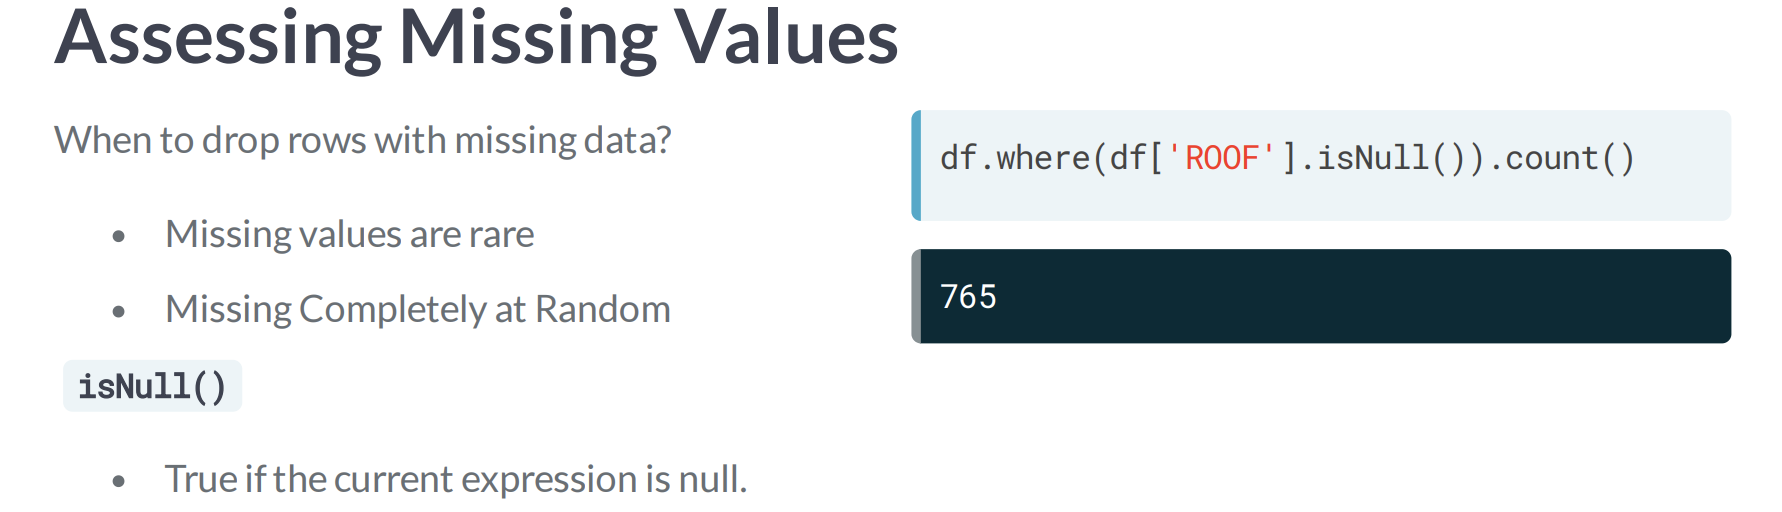 Assessing Missing Values
When to drop rows with missing data?
• Missing values are rare
• Missing Completely at Random
isNull()
• True if the current expression is null.
df.where(df['ROOF'].isNull()).count()
765